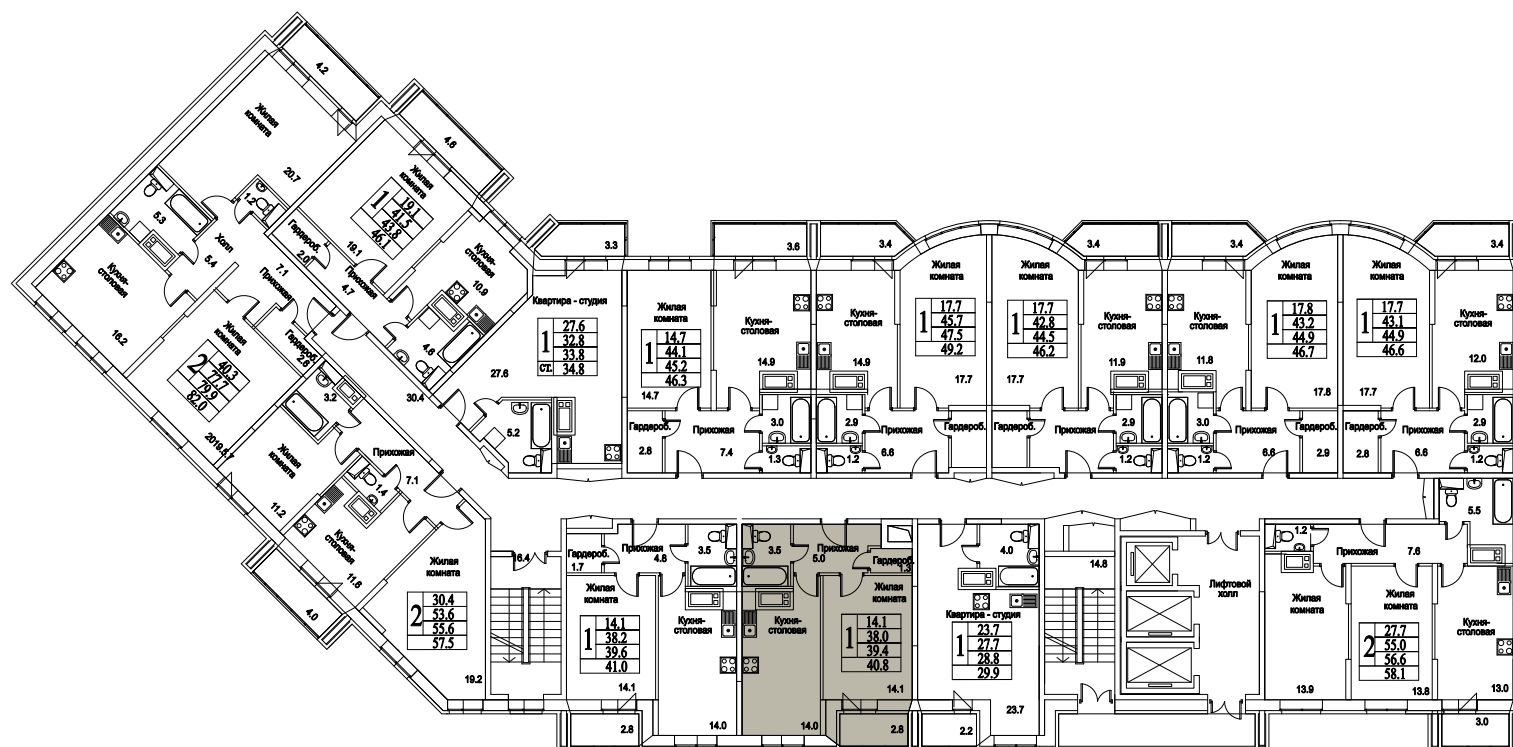 4.2
Жилая
комната
20.7
1.2
5.3
Холл
5.4
Кухня-
столовая
16.2
7.1
Прихожая
Жилая
комната
2
40.3
77.7
79.9
82.0
4.6
Жилая
комната
1
19.1
41.5
43.8
46.1
19.1
Гардероб.
2.0
4.7
Прихожая
Кухня-
столовая
10.9
4.6
Гардероб.
2.6
3.2
Жилая
комната
11.2
Прихожая
7.1
1.4
Кухня-
столовая
11.6
4.0
Жилая
комната
2
30.4
53.6
55.6
57.5
19.2
6.4
30.4
3.3
Квартира - студия
1
ст.
27.6
32.8
33.8
34.8
27.6
5.2
3.6
Жилая
комната
1
14.7
44.1
45.2
46.3
14.7
Кухня-
столовая
14.9
Гардероб.
2.8
Прихожая
7.4
3.0
1.3
3.4
Кухня-
столовая
14.9
Жилая
комната
1
17.7
45.7
47.5
49.2
17.7
2.9
1.2
Прихожая
6.6
Гардероб.
3.4
Жилая
комната
1
17.7
42.8
44.5
46.2
17.7
Кухня-
столовая
11.9
Гардероб.
Прихожая
2.9
1.2
3.4
Кухня-
столовая
11.8
Жилая
комната
1
17.8
43.2
44.9
46.7
17.8
3.0
1.2
Прихожая
6.6
Гардероб.
2.9
3.4
Жилая
комната
1
17.7
43.1
44.9
46.6
17.7
Кухня-
столовая
12.0
Гардероб.
2.8
Прихожая
6.6
2.9
1.2
Гардероб.
1.7
Прихожая
4.8
3.5
Жилая
комната
1
14.1
38.2
39.6
41.0
14.1
Кухня-
столовая
14.0
2.8
3.5
Прихожая
5.0
Гардероб.
1.3
Кухня-
столовая
14.0
Жилая
комната
1
14.1
38.0
39.4
40.8
14.1
2.8
4.0
Квартира - студия
1
23.7
27.7
28.8
29.9
23.7
2.2
14.8
Лифтовой
холл
1.2
Прихожая
7.6
5.5
Жилая
комната
13.9
Жилая
комната
2
27.7
55.0
56.6
58.1
13.8
Кухня-
столовая
13.0
3.0